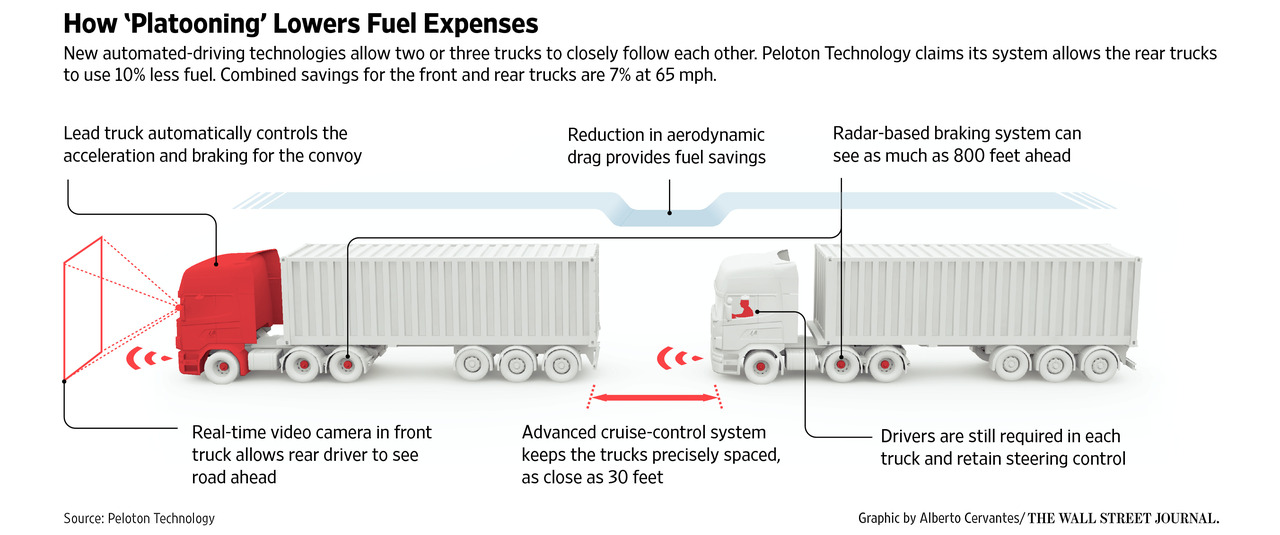 How ‘Platooning’ Lowers Fuel Expenses
New automated-driving technologies allow two or three trucks to closely follow each other. Peloton Technology claims its system allows the rear trucks
to use 10% less fuel. Combined savings for the front and rear trucks are 7% at 65 mph.
Lead truck automatically controls the
acceleration and braking for the convoy
Reduction in aerodynamic
drag provides fuel savings
Radar-based braking system can
see as much as 800 feet ahead
Real-time video camera in front
truck allows rear driver to see
road ahead
Advanced cruise-control system
keeps the trucks precisely spaced,
as close as 30 feet
Drivers are still required in each
truck and retain steering control
Source: Peloton Technology
Graphic by Alberto Cervantes/ THE WALL STREET JOURNAL.